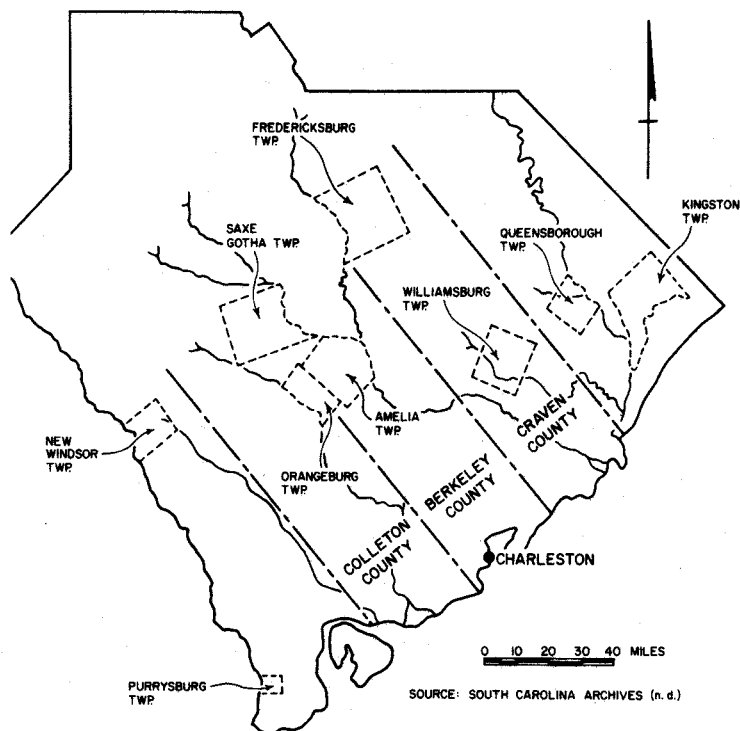 FREDERICKSBURG
TWP.
KINGSTON
TWP.
SAXE
GOTHA TWP.
QUEENSBOROUGH
TWP.
WILLIAMSBURG
TWP.
AMELIA
TWP.
NEW
WINDSOR
TWP.
ORANGEBURG
TWP.
CRAVEN
COUNTY
BERKELEY
COUNTY
COLLETON
COUNTY
CHARLESTON
0 10 20 30 40 MILES
PURRYSBURG
TWP.
SOURCE: SOUTH CAROLINA ARCHIVES (n.d.)